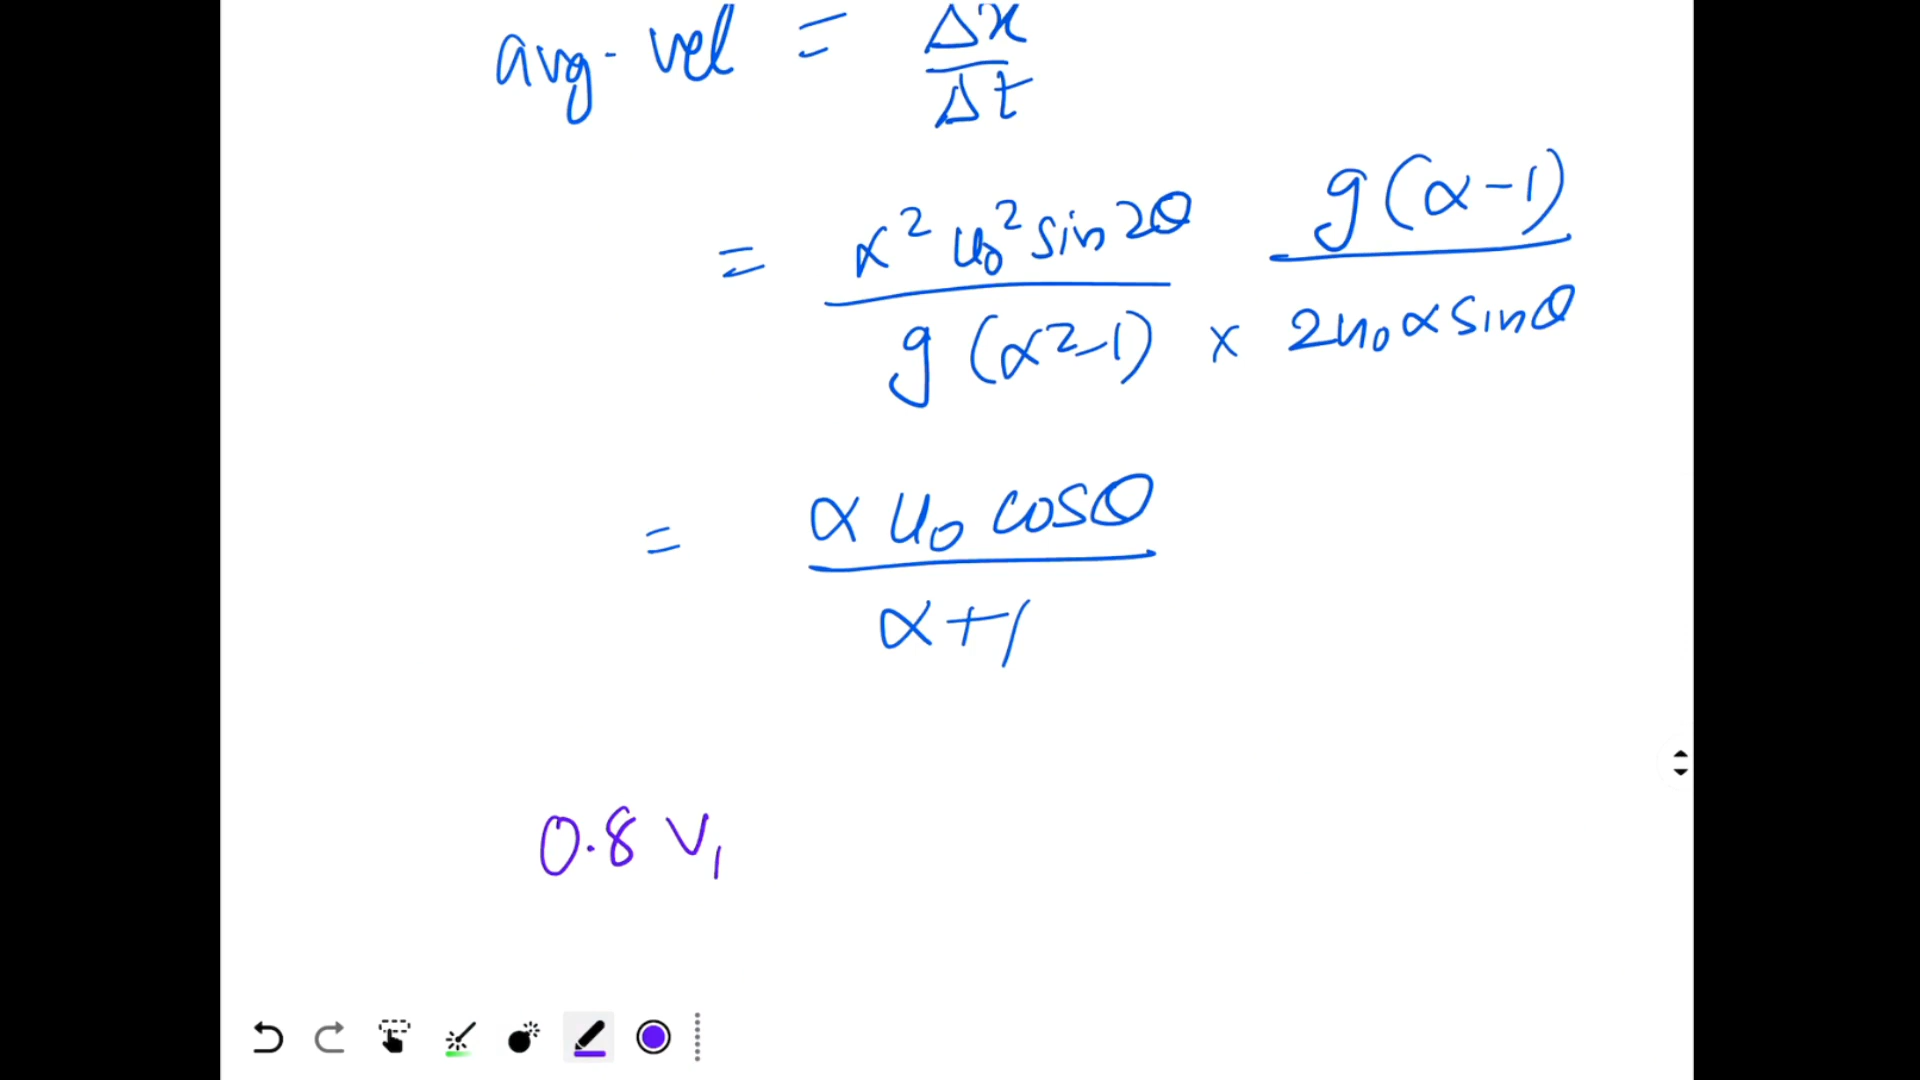 avg. vel = Δx/Δt
= α² u₀² sin 2θ / g (α²-1) × g (α-1) / 2u₀ α sin θ
= α u₀ cos θ / α+1
0.8 V₁